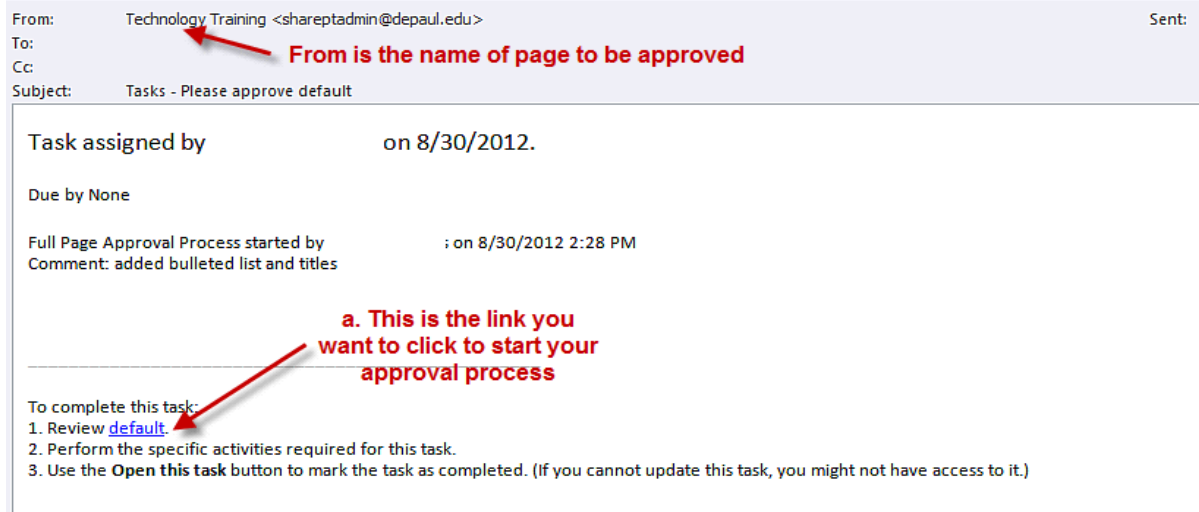 From: Technology Training <shareptadmin@depaul.edu> Sent:
To:
From is the name of page to be approved
Cc:
Subject: Tasks - Please approve default
Task assigned by on 8/30/2012.
Due by None
Full Page Approval Process started by ; on 8/30/2012 2:28 PM
Comment: added bulleted list and titles
a. This is the link you
want to click to start your
approval process
To complete this task:
1. Review default.
2. Perform the specific activities required for this task.
3. Use the Open this task button to mark the task as completed. (If you cannot update this task, you might not have access to it.)